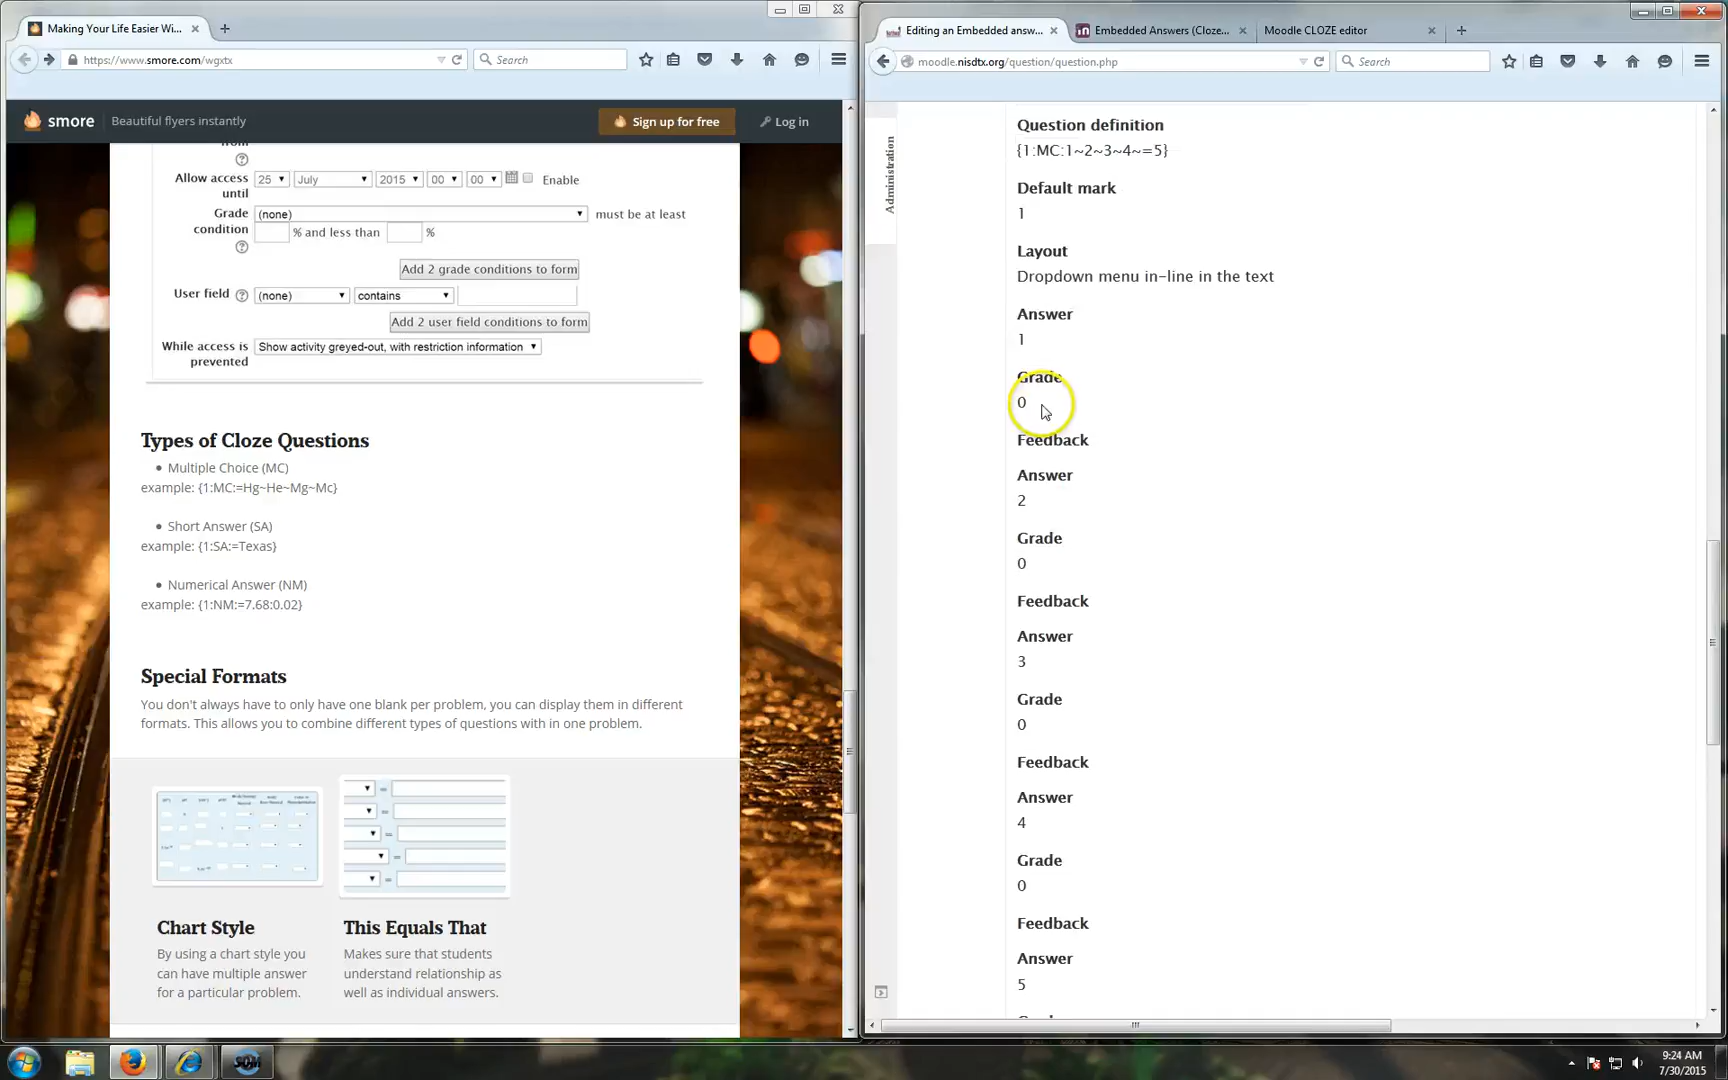 Making Your Life Easier Wi...
https://www.smore.com/wgxtx
Search
smore
Beautiful flyers instantly
Sign up for free
Log in
from
Allow access until
25 July 2015 00 00 Enable
Grade condition
(none) must be at least
% and less than %
Add 2 grade conditions to form
User field (none) contains
Add 2 user field conditions to form
While access is prevented
Show activity greyed-out, with restriction information
Types of Cloze Questions
• Multiple Choice (MC)
example: {1:MC:=Hg~He~Mg~Mc}
• Short Answer (SA)
example: {1:SA:=Texas}
• Numerical Answer (NM)
example: {1:NM:=7.68:0.02}
Special Formats
You don't always have to only have one blank per problem, you can display them in different
formats. This allows you to combine different types of questions with in one problem.
Chart Style
By using a chart style you
can have multiple answer
for a particular problem.
This Equals That
Makes sure that students
understand relationship as
well as individual answers.
Editing an Embedded answ...
Embedded Answers (Cloze...
Moodle CLOZE editor
moodle.nisdtx.org/question/question.php
Search
Administration
Question definition
{1:MC:1~2~3~4~=5}
Default mark
1
Layout
Dropdown menu in-line in the text
Answer
1
Grade
0
Feedback
Answer
2
Grade
0
Feedback
Answer
3
Grade
0
Feedback
Answer
4
Grade
0
Feedback
Answer
5
9:24 AM
7/30/2015